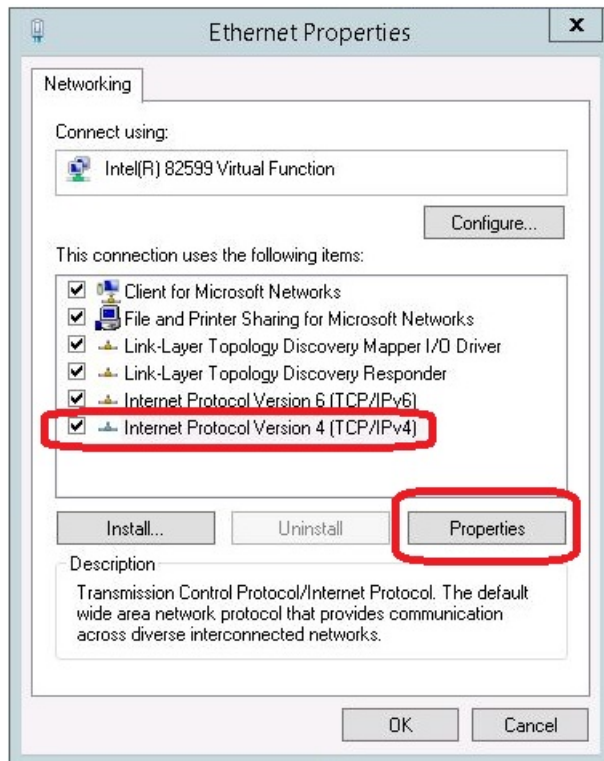 Ethernet Properties
x
Networking
Connect using:
Intel(R) 82599 Virtual Function
Configure...
This connection uses the following items:
Client for Microsoft Networks
File and Printer Sharing for Microsoft Networks
Link-Layer Topology Discovery Mapper I/O Driver
Link-Layer Topology Discovery Responder
Internet Protocol Version 6 (TCP/IPv6)
Internet Protocol Version 4 (TCP/IPv4)
Install... Uninstall Properties
Description
Transmission Control Protocol/Internet Protocol. The default
wide area network protocol that provides communication
across diverse interconnected networks.
OK Cancel